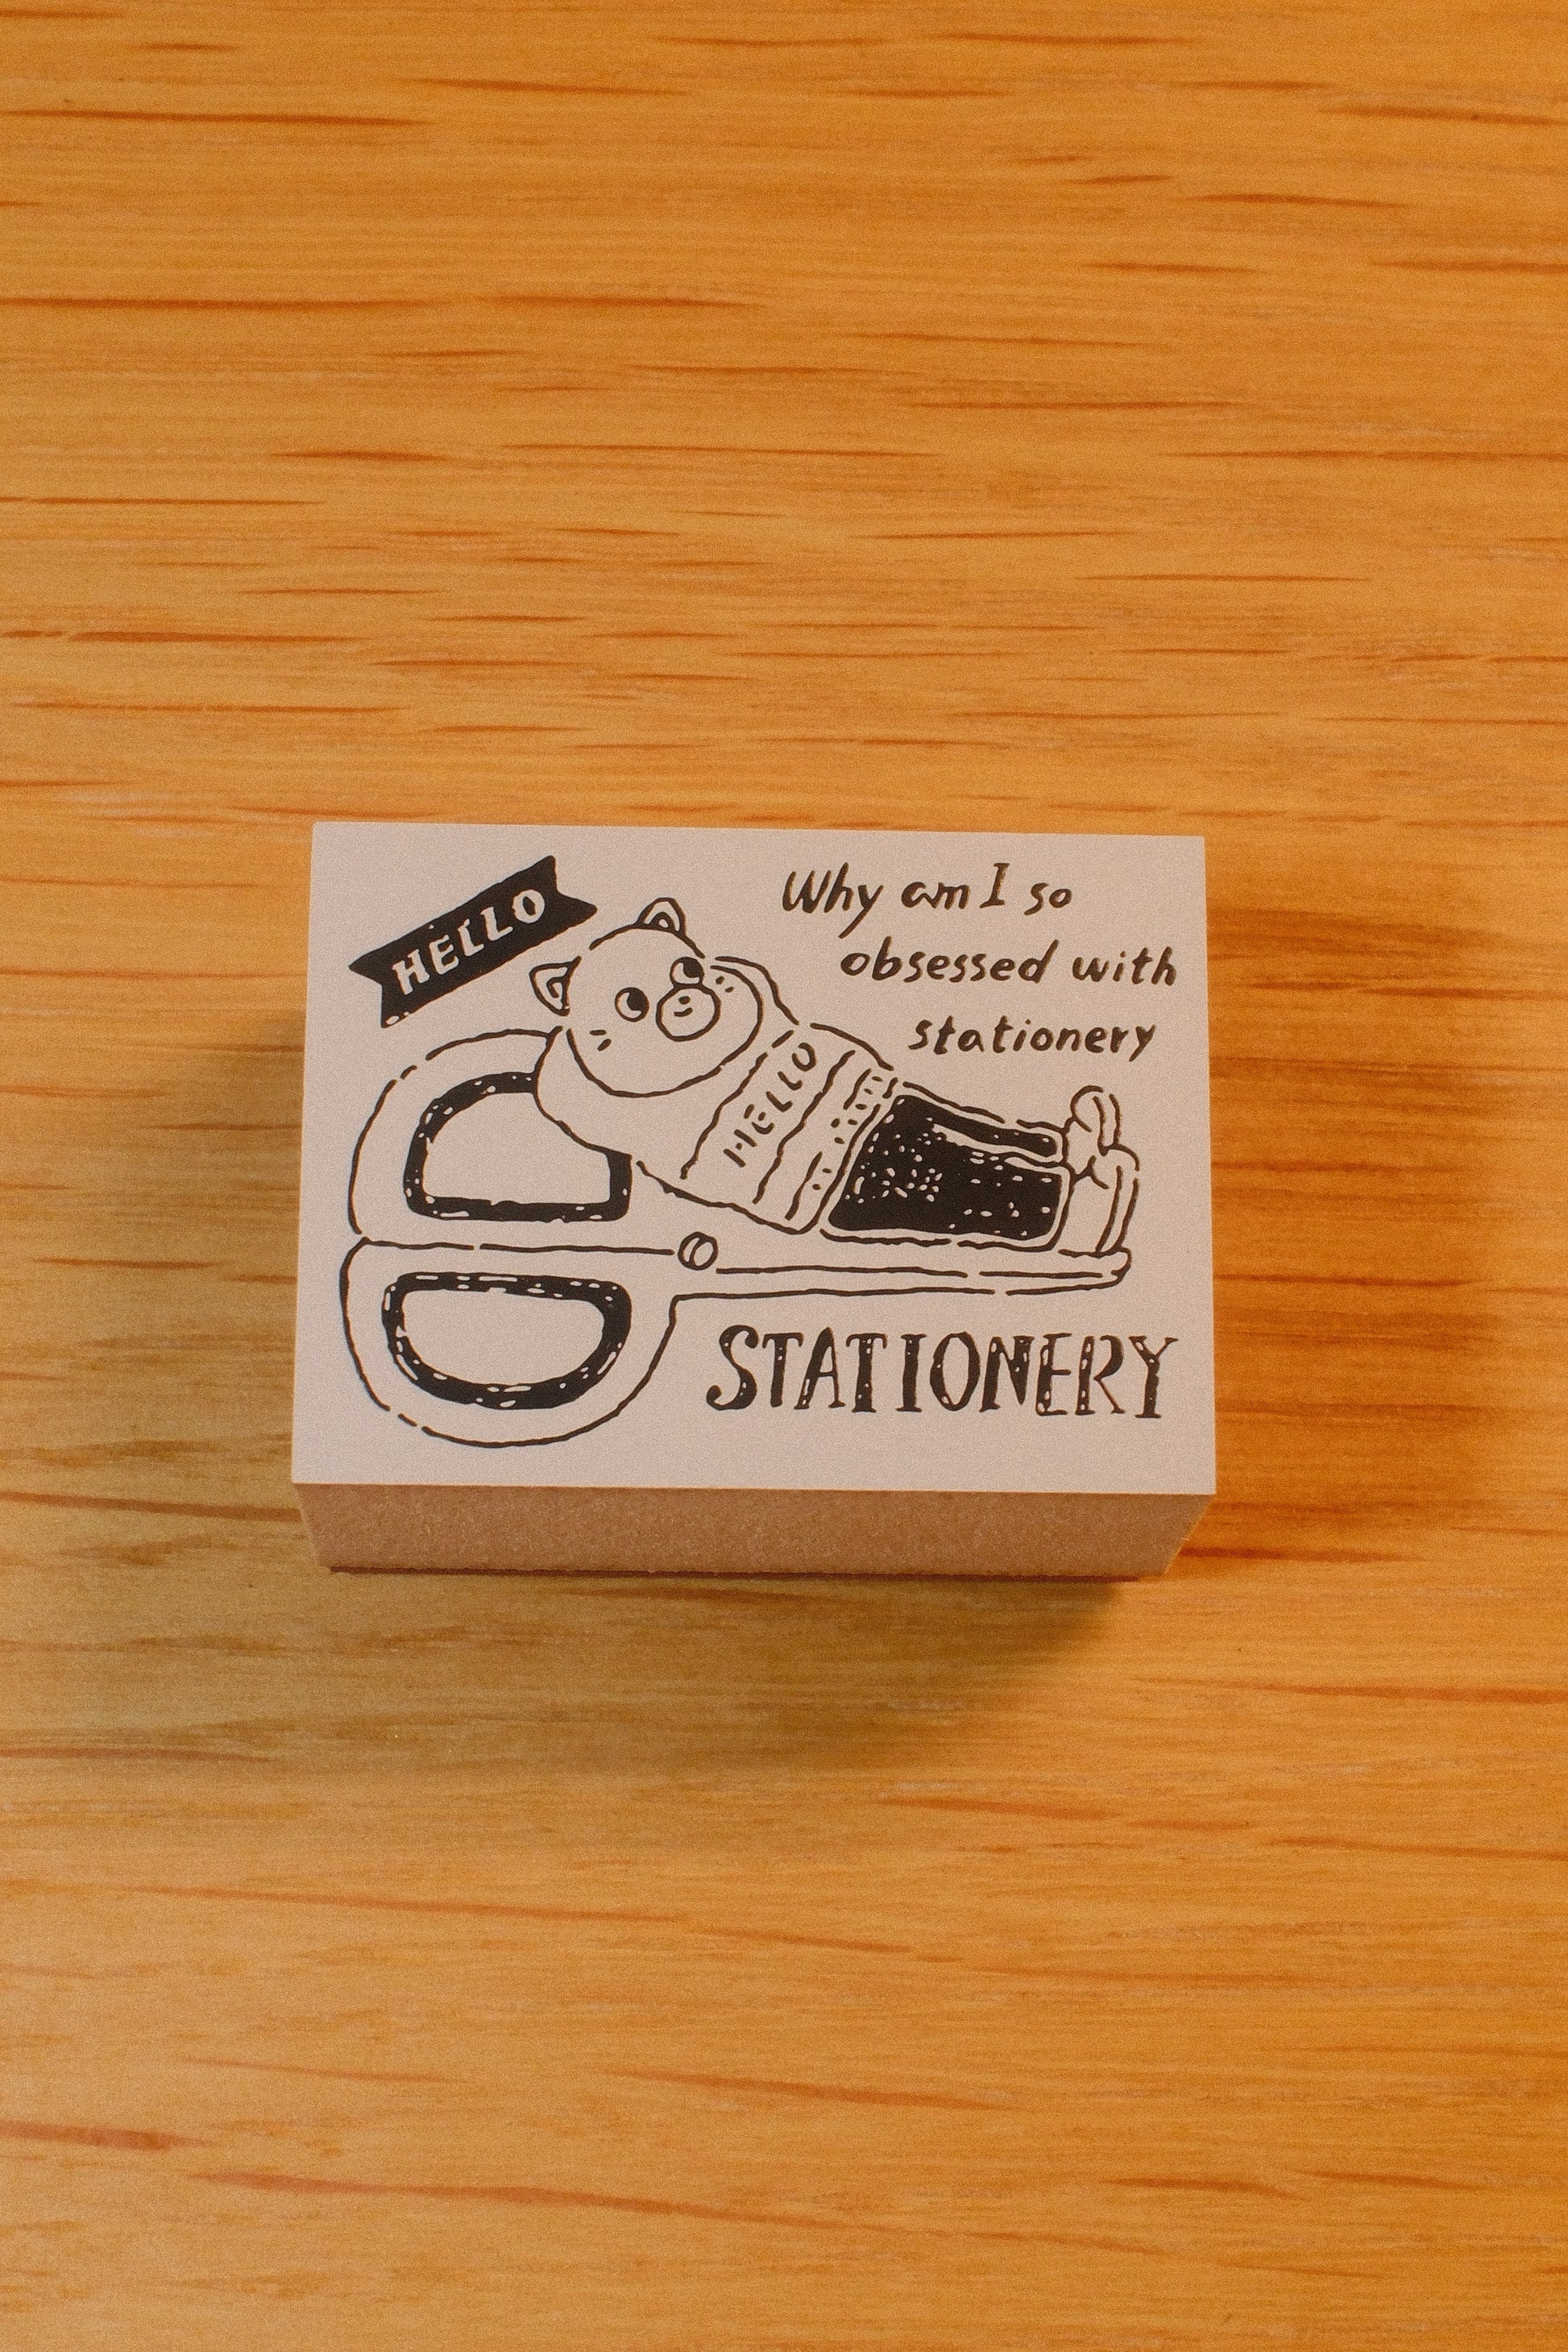 HELLO
Why am I so
obsessed with
stationery
HELLO
STATIONERY